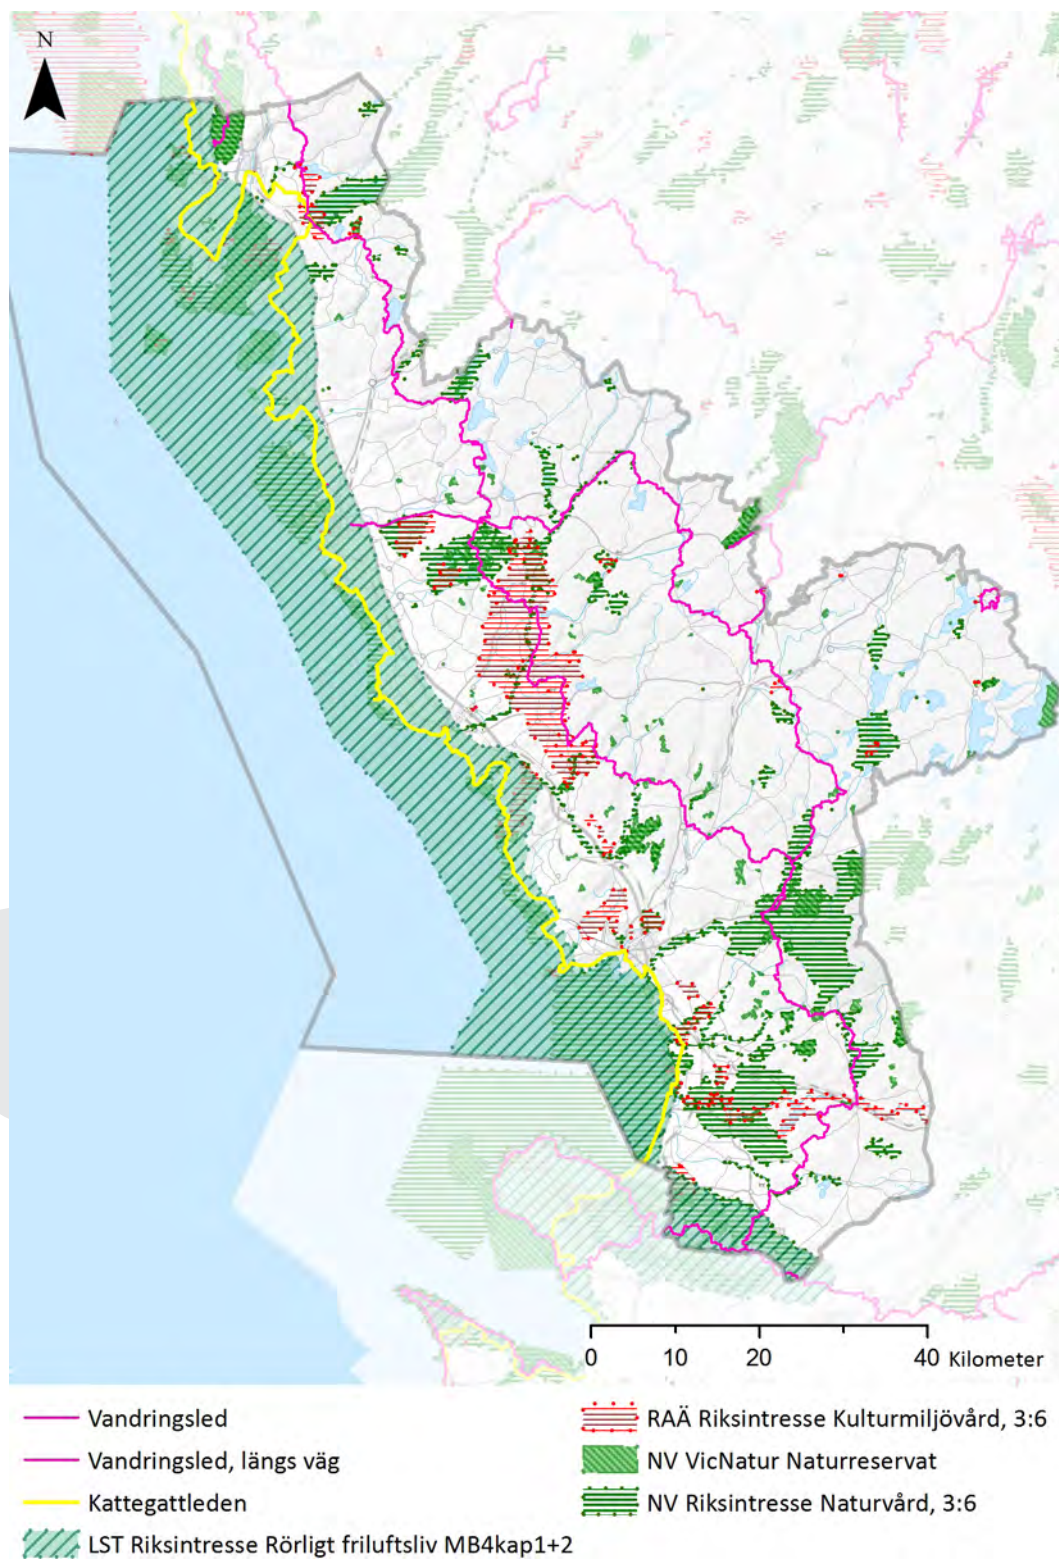 N
0 10 20 40 Kilometer
Vandringsled
Vandringsled, längs väg
Kattegattleden
LST Riksintresse Rörligt friluftsliv MB4kap1+2
RAÄ Riksintresse Kulturmiljövård, 3:6
NV VicNatur Naturreservat
NV Riksintresse Naturvård, 3:6